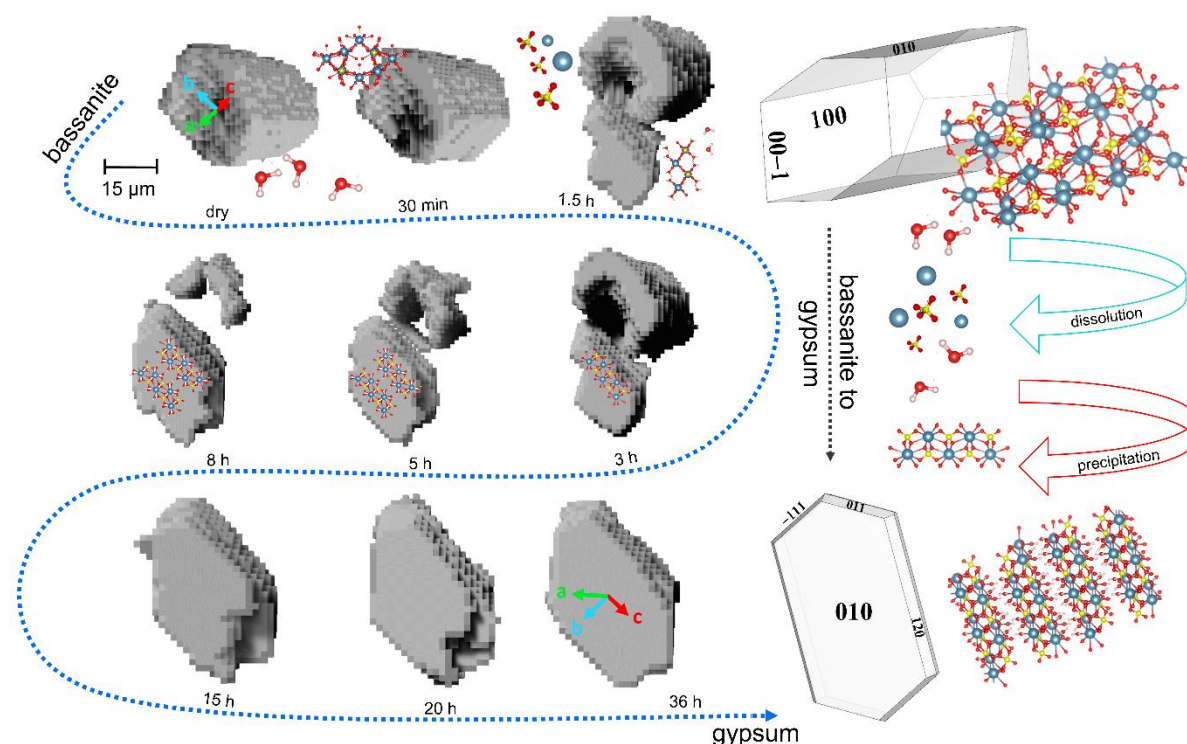 bassanite
b
c
a
15 µm
dry
30 min
1.5 h
010
100
00-1
8 h
5 h
3 h
bassanite to
gypsum
dissolution
precipitation
15 h
20 h
36 h
a
b
c
-111
011
010
120
gypsum